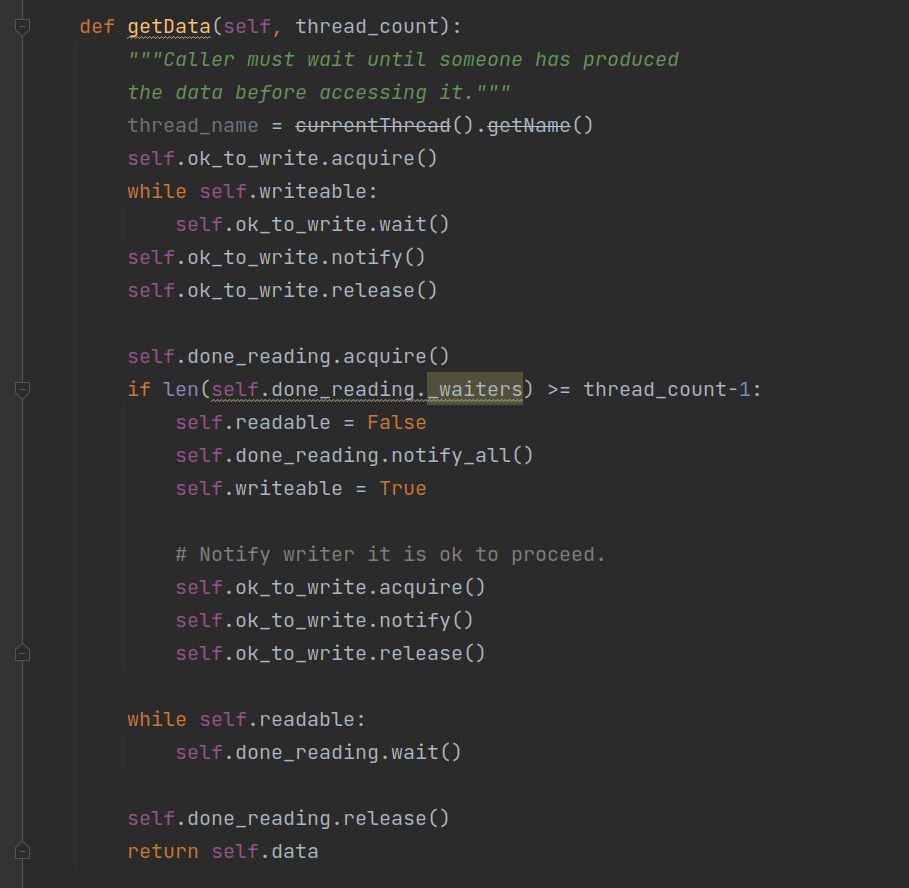 def getData(self, thread_count):
    """Caller must wait until someone has produced
    the data before accessing it."""
    thread_name = currentThread().getName()
    self.ok_to_write.acquire()
    while self.writeable:
        self.ok_to_write.wait()
    self.ok_to_write.notify()
    self.ok_to_write.release()

    self.done_reading.acquire()
    if len(self.done_reading._waiters) >= thread_count-1:
        self.readable = False
        self.done_reading.notify_all()
        self.writeable = True

        # Notify writer it is ok to proceed.
        self.ok_to_write.acquire()
        self.ok_to_write.notify()
        self.ok_to_write.release()

    while self.readable:
        self.done_reading.wait()

    self.done_reading.release()
    return self.data